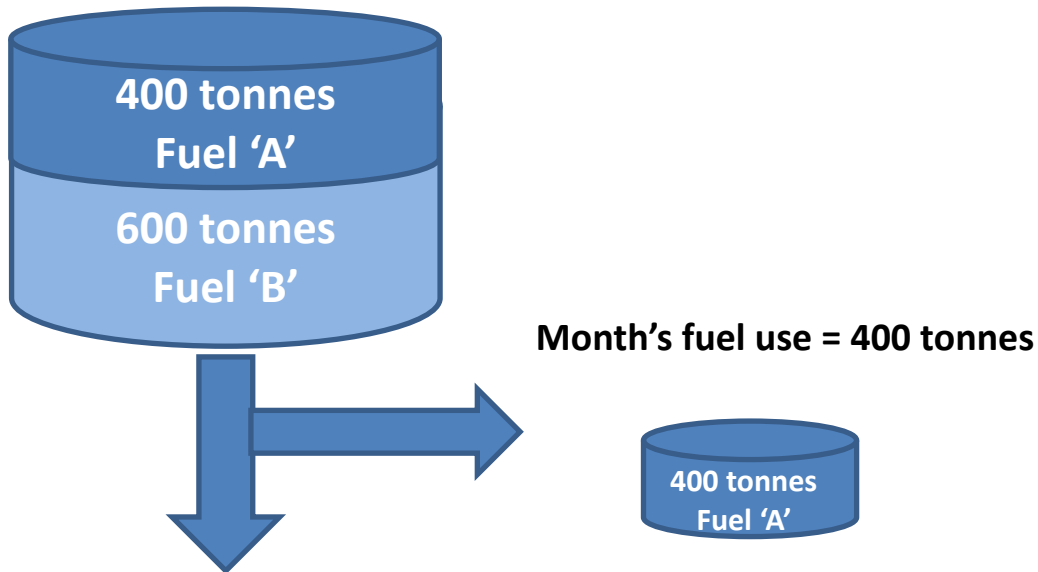 400 tonnes
Fuel ‘A’
600 tonnes
Fuel ‘B’
Month’s fuel use = 400 tonnes
400 tonnes
Fuel ‘A’